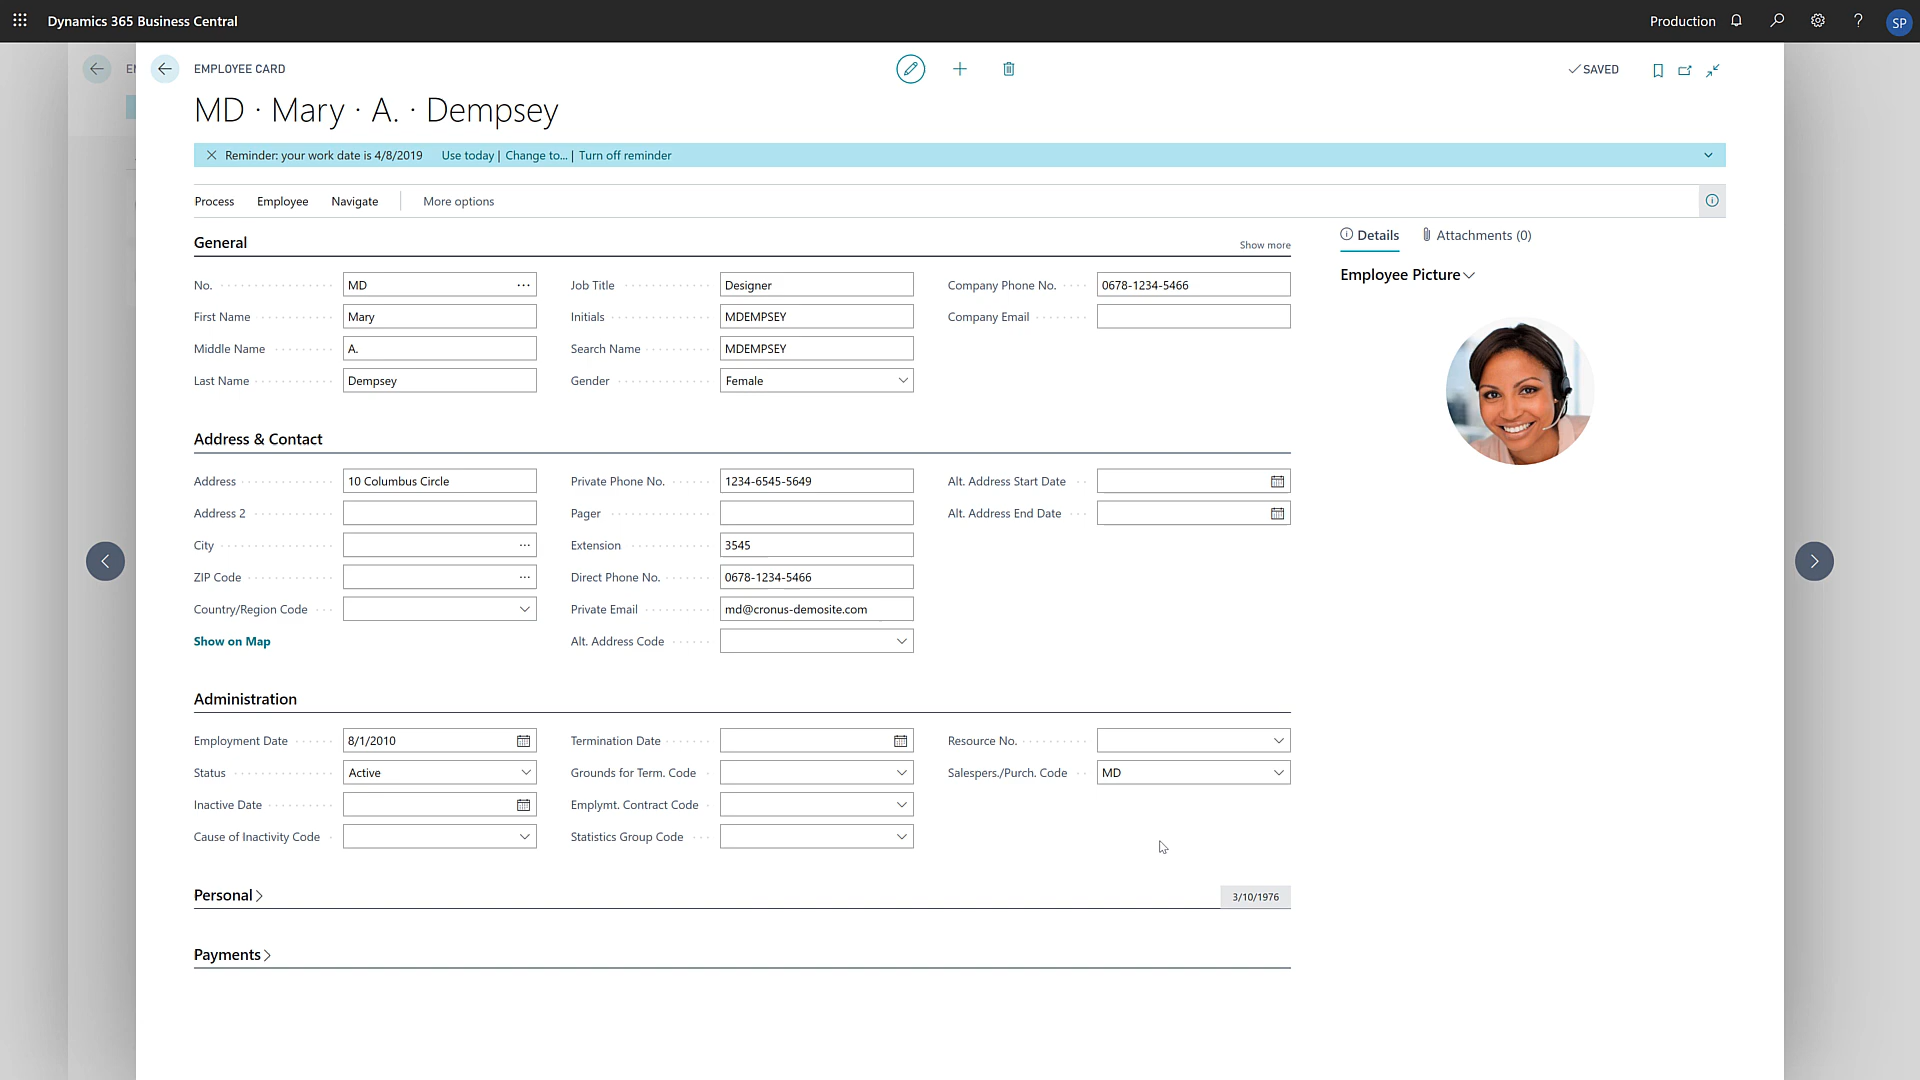 Dynamics 365 Business Central
Production
?
SP
EMPLOYEE CARD
SAVED
MD · Mary · A. · Dempsey
Reminder: your work date is 4/8/2019 Use today | Change to... | Turn off reminder
Process Employee Navigate More options
General
Show more
No. MD
Job Title Designer
Company Phone No. 0678-1234-5466
First Name Mary
Initials MDEMPSEY
Company Email
Middle Name A.
Search Name MDEMPSEY
Last Name Dempsey
Gender Female
Details
Attachments (0)
Employee Picture
Address & Contact
Address 10 Columbus Circle
Private Phone No. 1234-6545-5649
Alt. Address Start Date
Address 2
Pager
Alt. Address End Date
City
Extension 3545
ZIP Code
Direct Phone No. 0678-1234-5466
Country/Region Code
Private Email md@cronus-demosite.com
Show on Map
Alt. Address Code
Administration
Employment Date 8/1/2010
Termination Date
Resource No.
Status Active
Grounds for Term. Code
Salespers./Purch. Code MD
Inactive Date
Emplymt. Contract Code
Cause of Inactivity Code
Statistics Group Code
Personal
3/10/1976
Payments